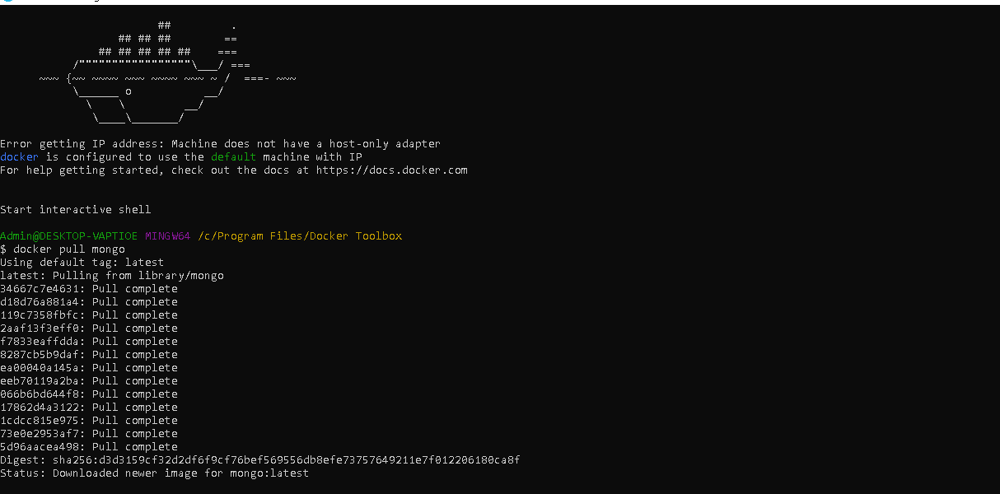 ##         .
                  ## ## ##        ==
               ## ## ## ## ##    ===
           /"""""""""""""""""\___/ ===
      ~~~ {~~ ~~~~ ~~~ ~~~~ ~~~ ~ /  ===- ~~~
           \______ o           __/
             \    \         __/
              \____\_______/
Error getting IP address: Machine does not have a host-only adapter
docker is configured to use the default machine with IP
For help getting started, check out the docs at https://docs.docker.com
Start interactive shell
Admin@DESKTOP-VAPTIOE MINGW64 /c/Program Files/Docker Toolbox
$ docker pull mongo
Using default tag: latest
latest: Pulling from library/mongo
34667c7e4631: Pull complete
d18d76a881a4: Pull complete
119c7358fbfc: Pull complete
2aaf13f3eff0: Pull complete
f7833eaffdda: Pull complete
8287cb5b9daf: Pull complete
ea00040a145a: Pull complete
eeb70119a2ba: Pull complete
066b6bd644f8: Pull complete
17862d4a3122: Pull complete
1cdcc815e975: Pull complete
73e0e2953af7: Pull complete
5d96aacea498: Pull complete
Digest: sha256:d3d3159cf32d2df6f9cf76bef569556db8efe73757649211e7f012206180ca8f
Status: Downloaded newer image for mongo:latest